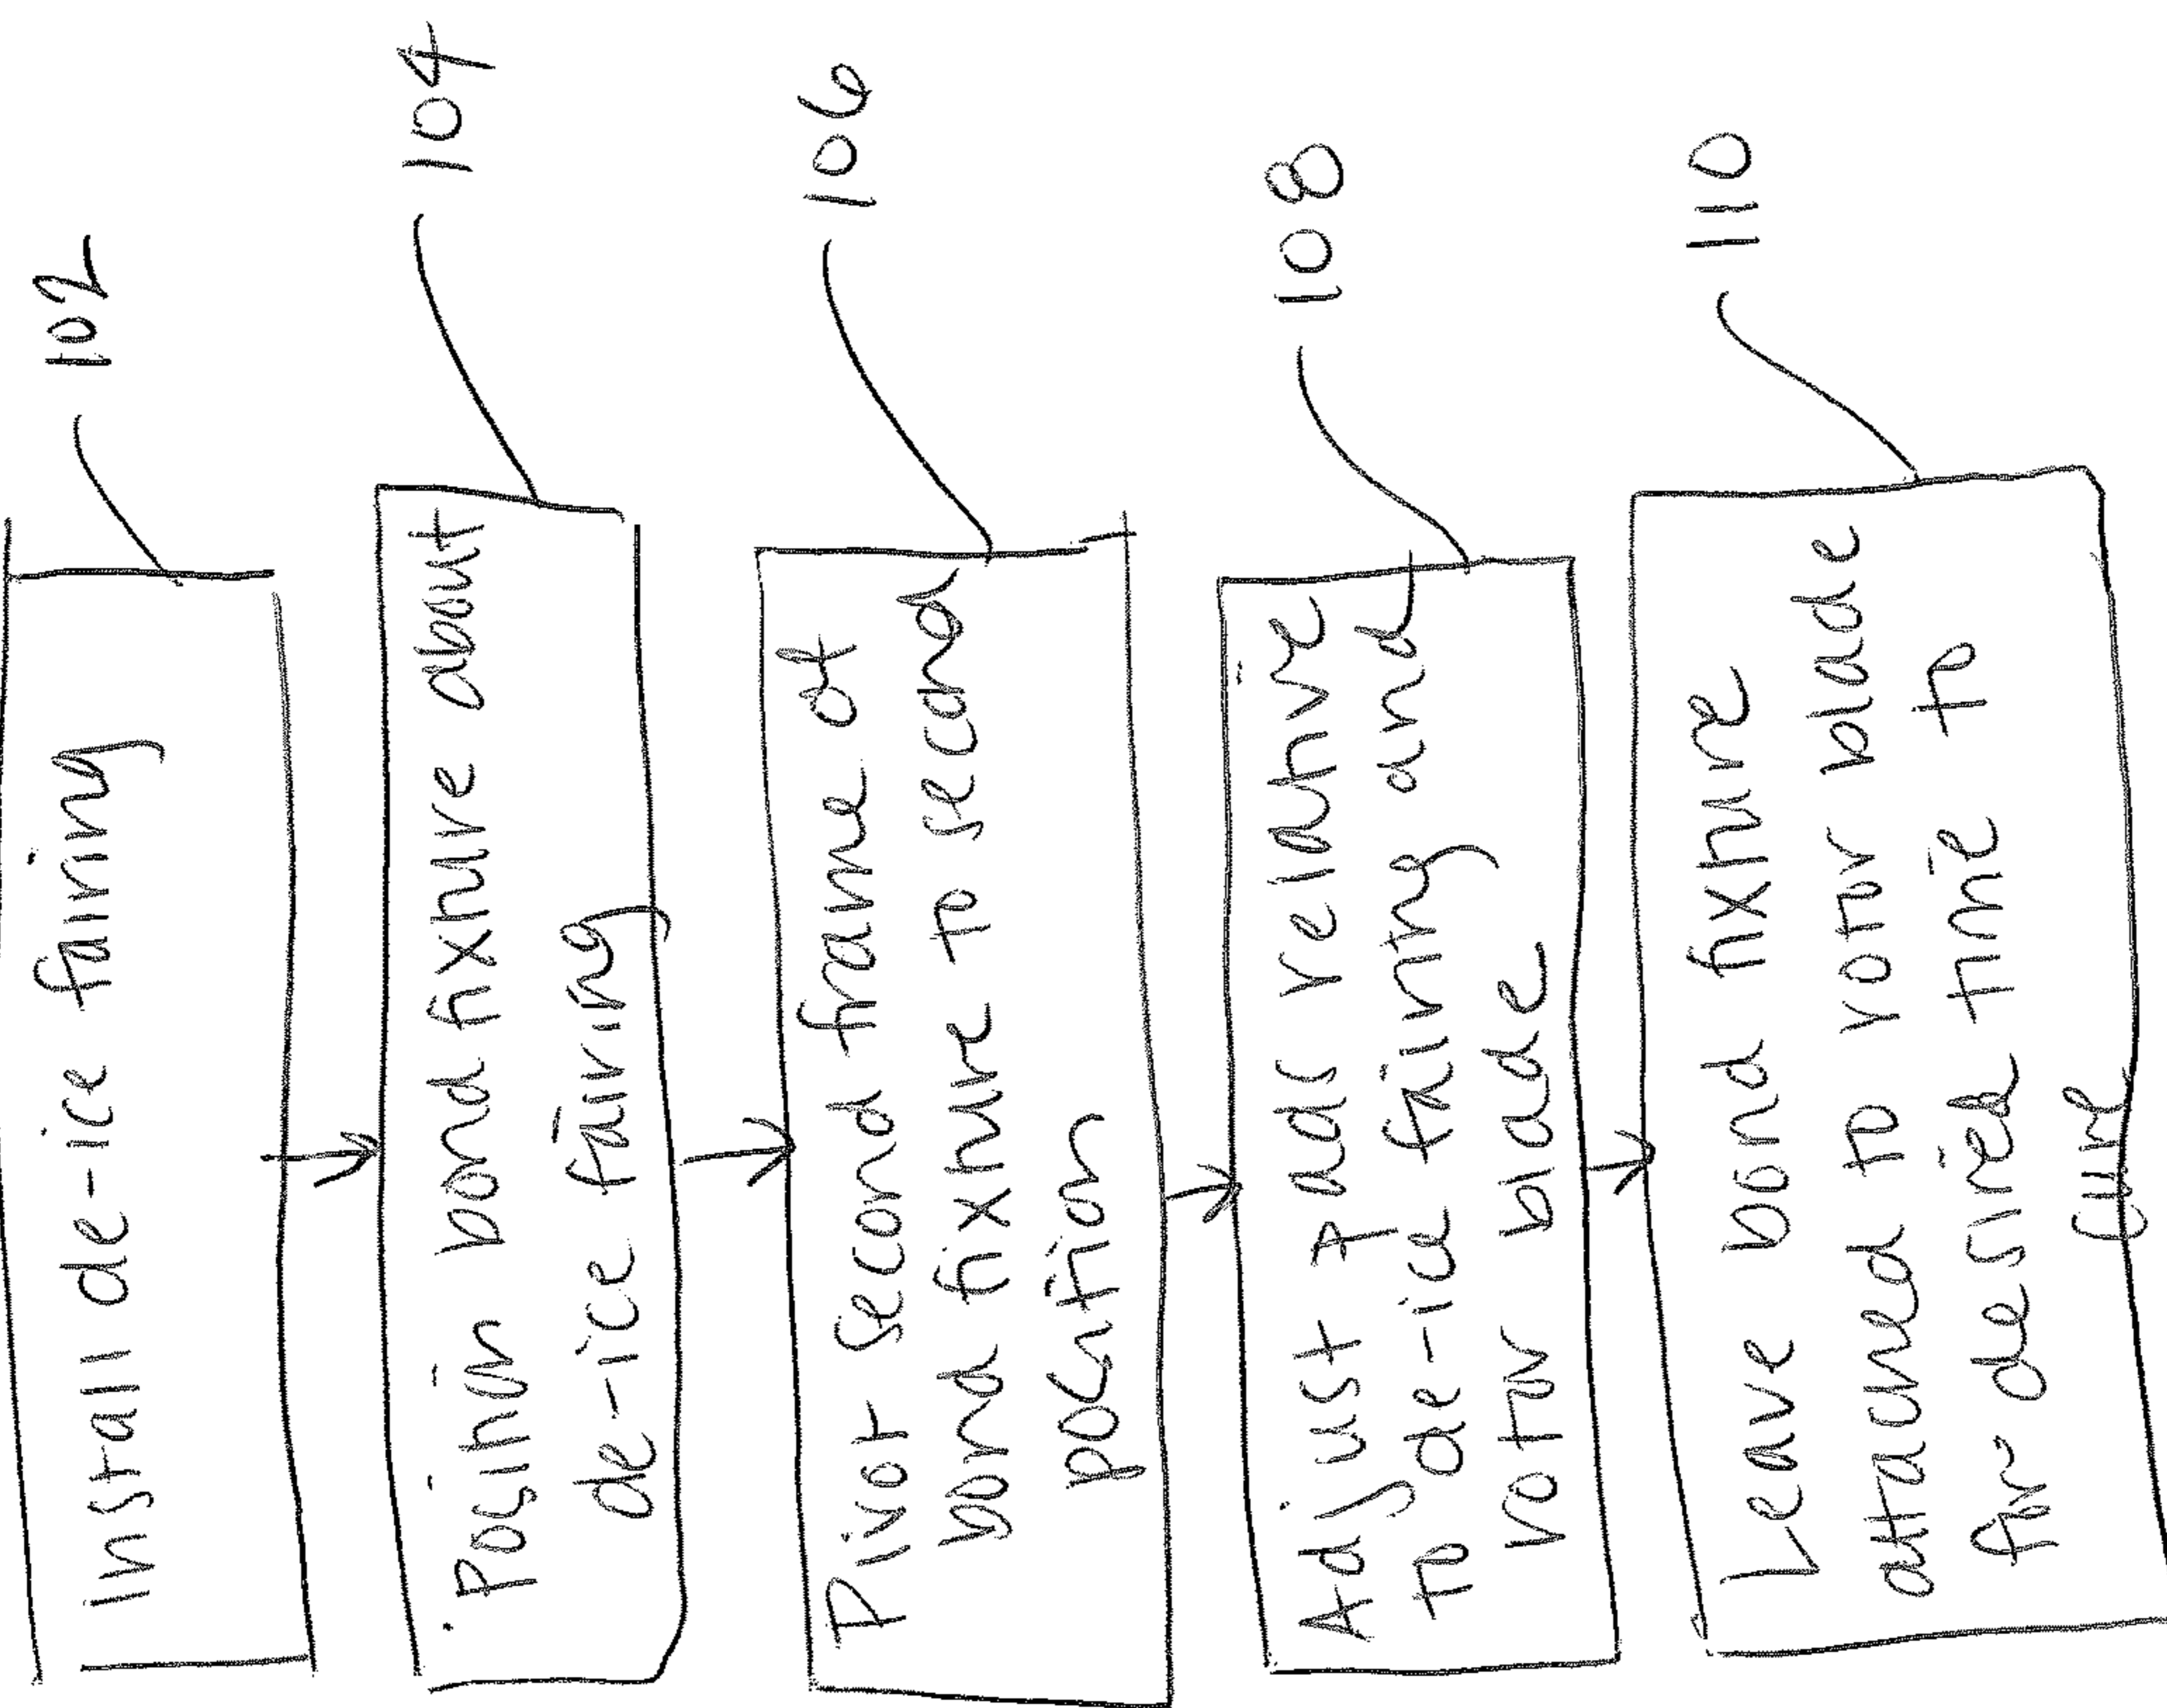 Install de-ice fairing
102
Position bond fixture about
de-ice fairing
104
Pivot second frame of
bond fixture to second
position
106
Adjust pads relative
to de-ice fairing and
rotor blade
108
Leave bond fixture
attached to rotor blade
for desired time to
cure
110